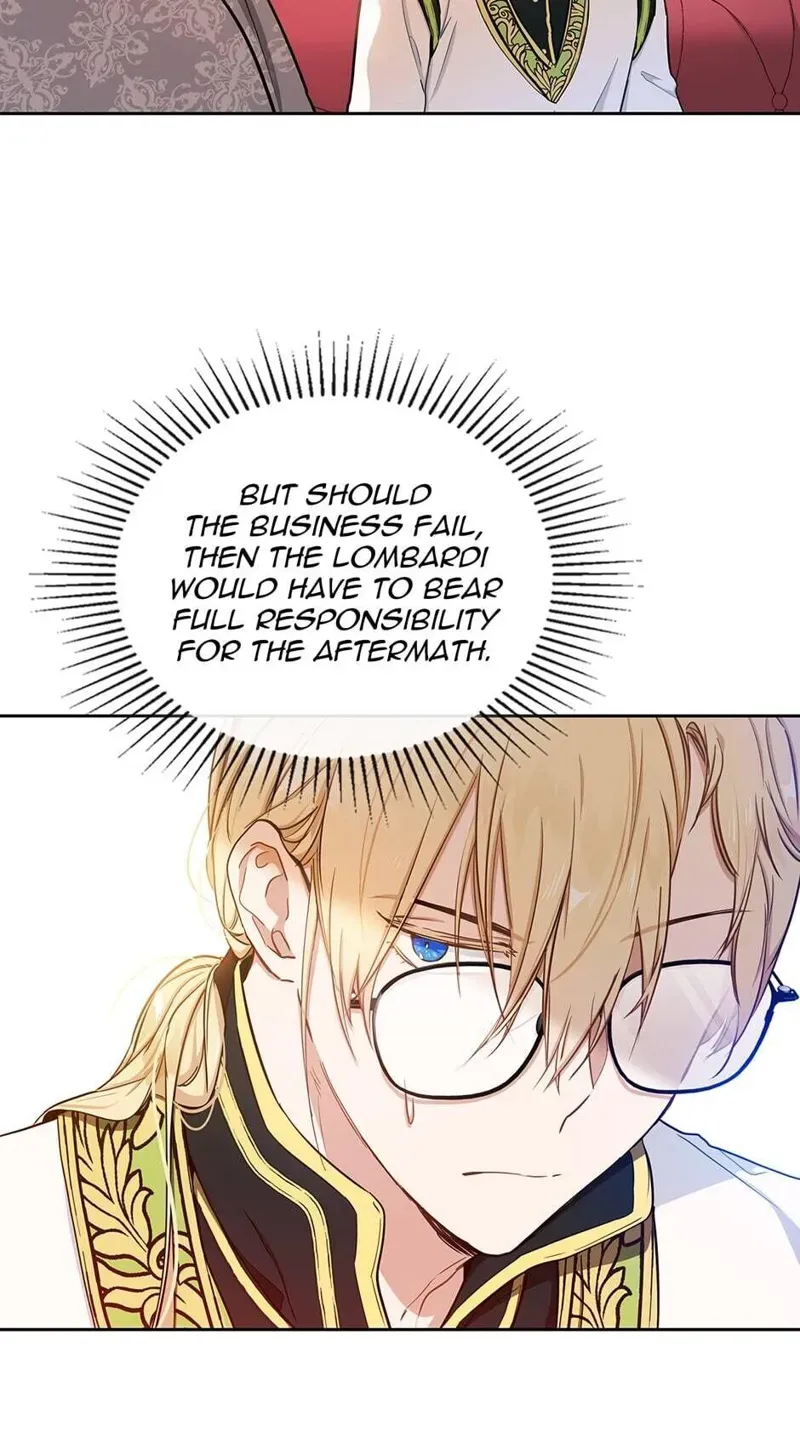 BUT SHOULD
THE BUSINESS FAIL,
THEN THE LOMBARDI
WOULD HAVE TO BEAR
FULL RESPONSIBILITY
FOR THE AFTERMATH.